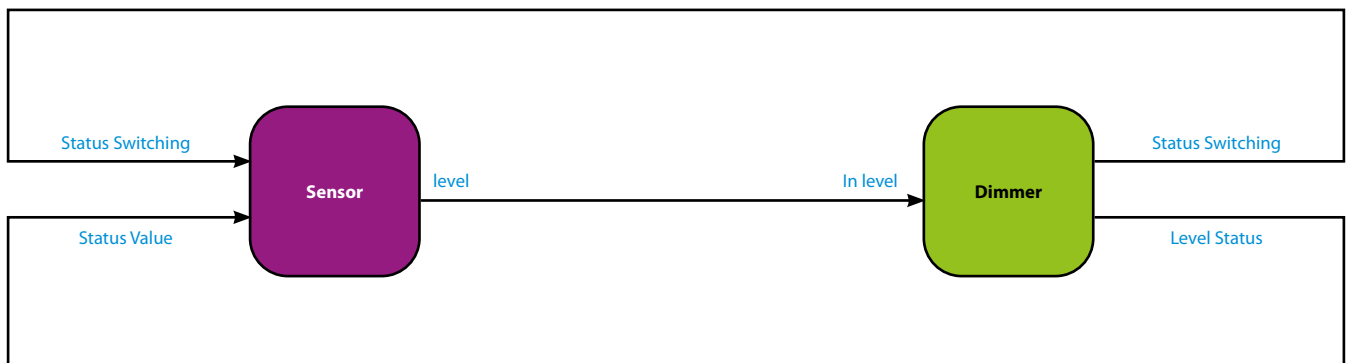 Status Switching
Status Switching
Sensor
level
In level
Dimmer
Status Value
Level Status